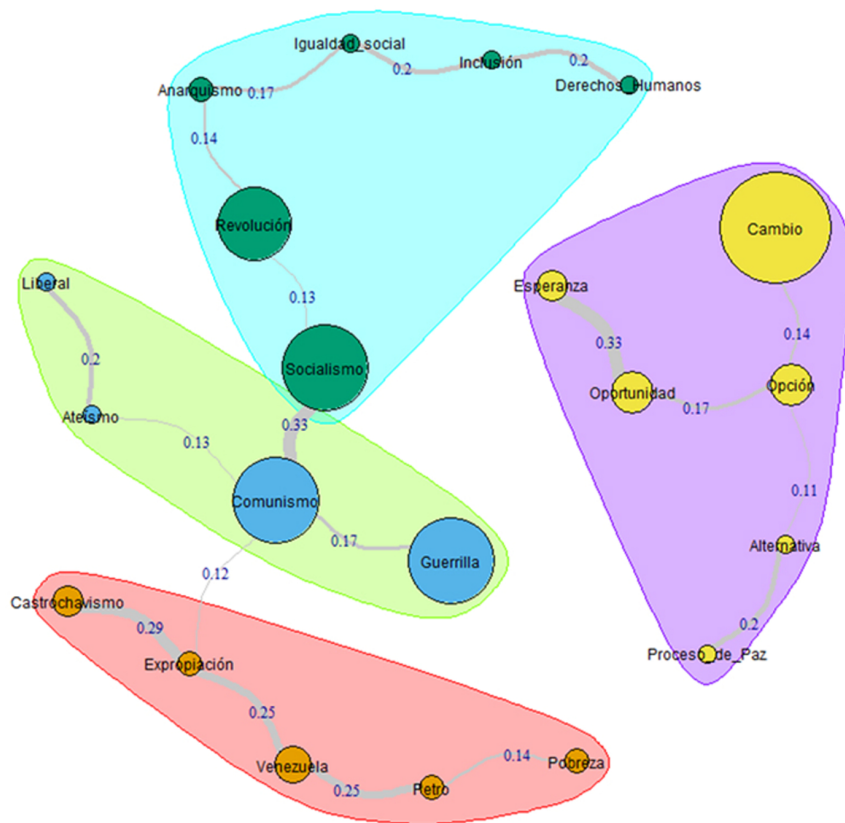 Igualdad_social
Inclusión
0.2
0.2
Derechos_Humanos
Anarquismo
0.17
0.14
Revolución
0.13
Socialismo
0.33
Liberal
0.2
Ateismo
0.13
Comunismo
0.17
Guerrilla
0.12
Castrochavismo
0.29
Expropiación
0.25
Venezuela
0.25
Petro
0.14
Pobreza
Cambio
Esperanza
0.33
0.14
Oportunidad
0.17
Opción
0.11
Alternativa
0.2
Proceso_de_Paz